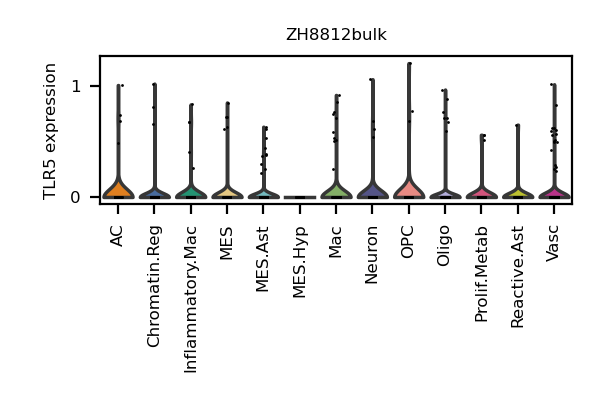 ZH8812bulk
TLR5 expression
1
0
AC
Chromatin.Reg
Inflammatory.Mac
MES
MES.Ast
MES.Hyp
Mac
Neuron
OPC
Oligo
Prolif.Metab
Reactive.Ast
Vasc